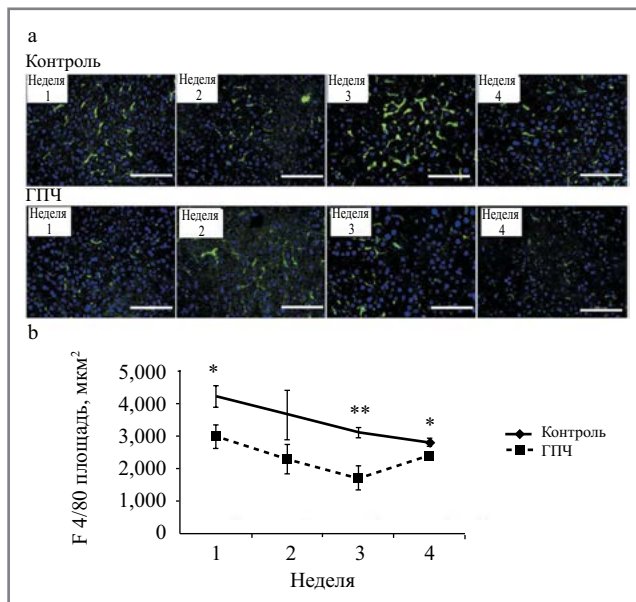 a
Контроль
Неделя 1
Неделя 2
Неделя 3
Неделя 4
ГПЧ
Неделя 1
Неделя 2
Неделя 3
Неделя 4
b
F 4/80 площадь, мкм²
5,000
4,000
3,000
2,000
1,000
0
* ** *
1 2 3 4
Неделя
Контроль
ГПЧ